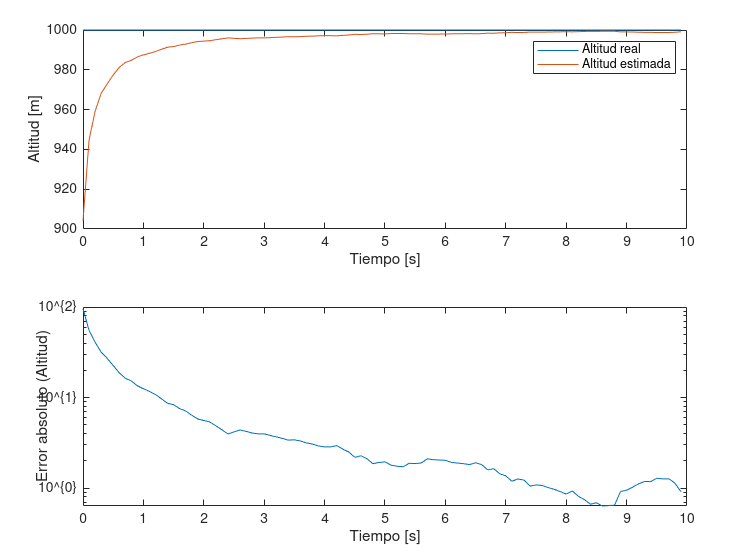 1000
980
960
940
920
900
Altitud [m]
Altitud real
Altitud estimada
0 1 2 3 4 5 6 7 8 9 10
Tiempo [s]
10^{2}
10^{1}
10^{0}
Error absoluto (Altitud)
0 1 2 3 4 5 6 7 8 9 10
Tiempo [s]